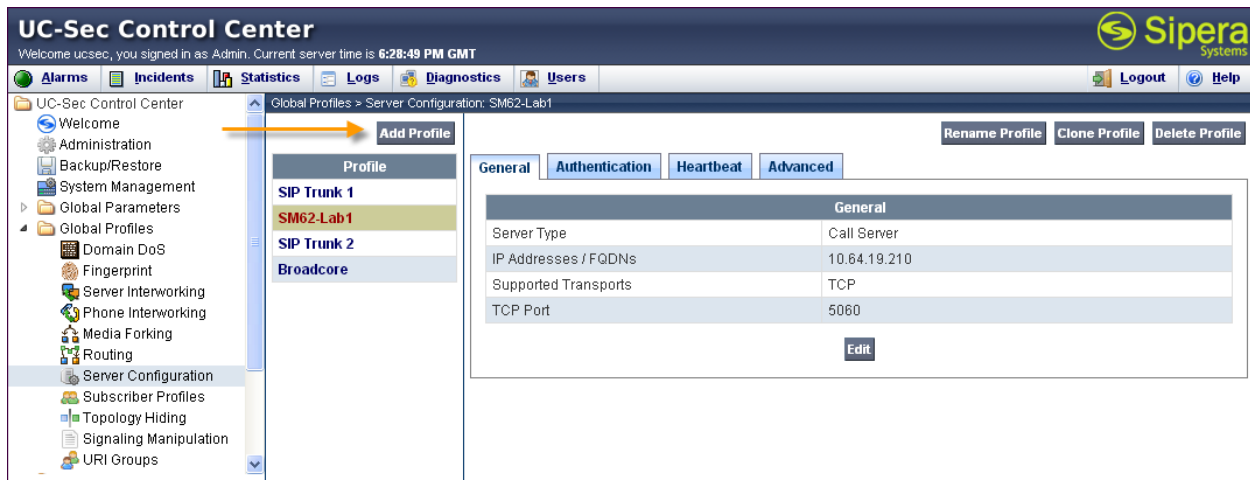 UC-Sec Control Center
Welcome ucsec, you signed in as Admin. Current server time is 6:28:49 PM GMT
Sipera
Systems
Alarms Incidents Statistics Logs Diagnostics Users Logout Help
UC-Sec Control Center
Welcome
Administration
Backup/Restore
System Management
Global Parameters
Global Profiles
Domain DoS
Fingerprint
Server Interworking
Phone Interworking
Media Forking
Routing
Server Configuration
Subscriber Profiles
Topology Hiding
Signaling Manipulation
URI Groups
Global Profiles > Server Configuration: SM62-Lab1
Add Profile
Profile
SIP Trunk 1
SM62-Lab1
SIP Trunk 2
Broadcore
Rename Profile Clone Profile Delete Profile
General Authentication Heartbeat Advanced
General
Server Type Call Server
IP Addresses / FQDNs 10.64.19.210
Supported Transports TCP
TCP Port 5060
Edit